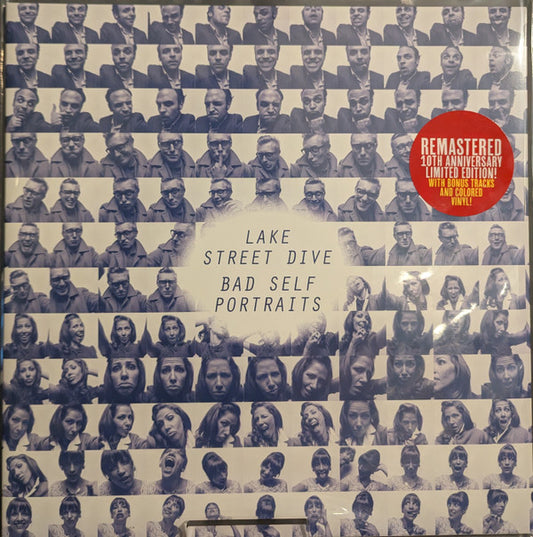 REMASTERED
10TH ANNIVERSARY
LIMITED EDITION!
WITH BONUS TRACKS
AND COLORED
VINYL!
LAKE
STREET DIVE
BAD SELF
PORTRAITS